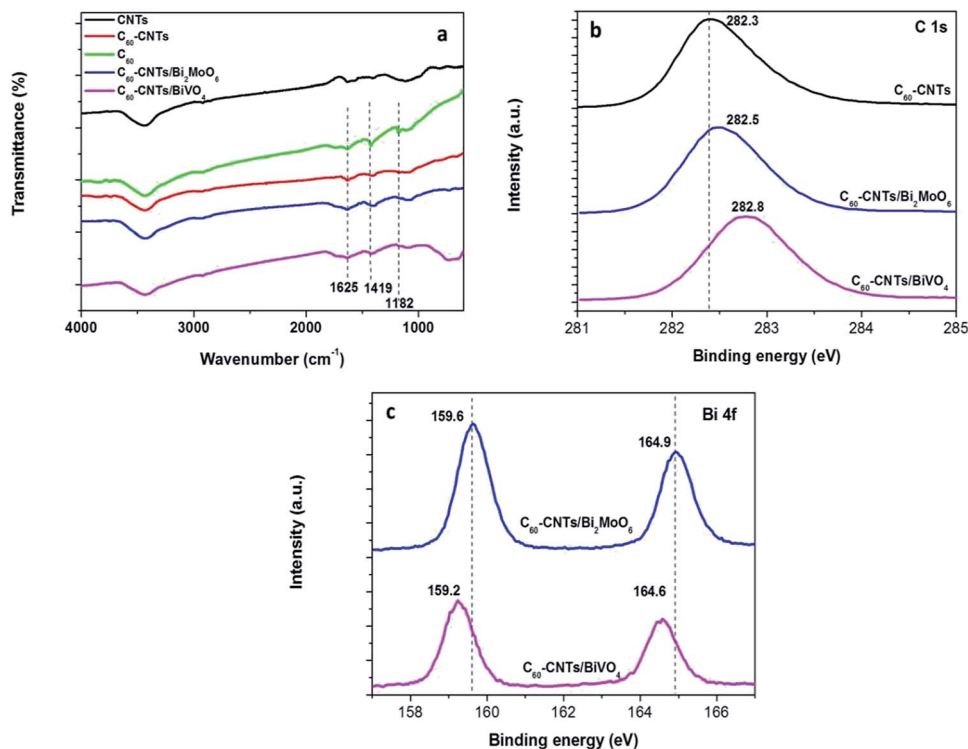 CNTs
C₆₀-CNTs
C₆₀
C₆₀-CNTs/Bi₂MoO₆
C₆₀-CNTs/BiVO₄
a
Transmittance (%)
1625
1419
1182
4000
3000
2000
1000
Wavenumber (cm⁻¹)
b
C 1s
282.3
C₆₀-CNTs
282.5
C₆₀-CNTs/Bi₂MoO₆
282.8
C₆₀-CNTs/BiVO₄
Intensity (a.u.)
281
282
283
284
285
Binding energy (eV)
c
Bi 4f
159.6
164.9
C₆₀-CNTs/Bi₂MoO₆
159.2
164.6
C₆₀-CNTs/BiVO₄
Intensity (a.u.)
158
160
162
164
166
Binding energy (eV)